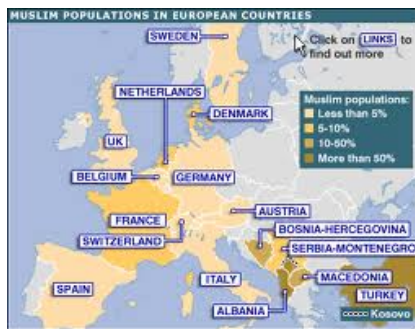 MUSLIM POPULATIONS IN EUROPEAN COUNTRIES
SWEDEN
Click on LINKS to
find out more
NETHERLANDS
DENMARK
Muslim populations:
Less than 5%
5-10%
10-50%
More than 50%
UK
BELGIUM
GERMANY
AUSTRIA
BOSNIA-HERCEGOVINA
FRANCE
SWITZERLAND
SERBIA-MONTENEGRO
ITALY
MACEDONIA
SPAIN
TURKEY
ALBANIA
Kosovo